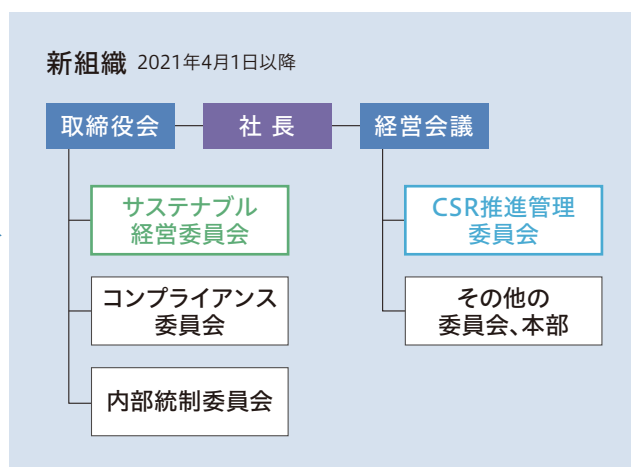 新組織 2021年4月1日以降
取締役会 社長 経営会議
サステナブル
経営委員会
CSR推進管理
委員会
コンプライアンス
委員会
その他の
委員会、本部
内部統制委員会